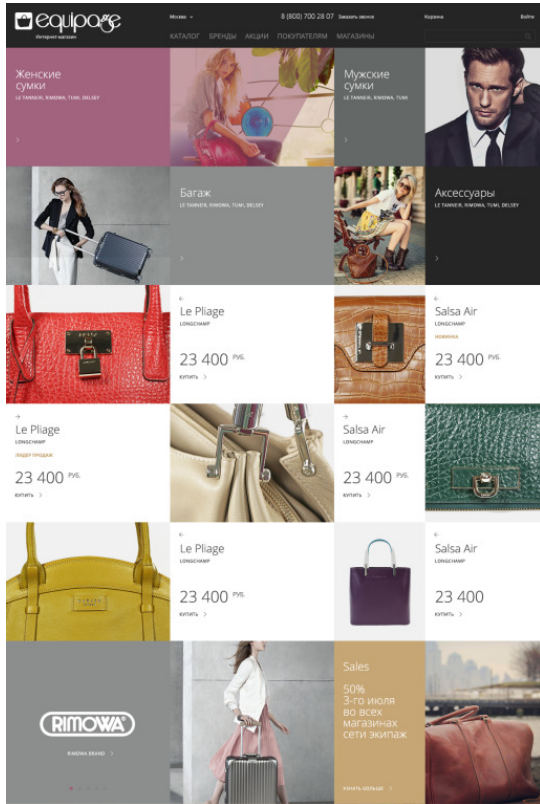 equipage
Интернет-магазин
Москва
8 (800) 700 28 07 Заказать звонок
Корзина
Войти
КАТАЛОГ БРЕНДЫ АКЦИИ ПОКУПАТЕЛЯМ МАГАЗИНЫ
Женские
сумки
LE TANNEIR, RIMOWA, TUMI, DELSEY
Мужские
сумки
LE TANNEIR, RIMOWA, TUMI
Багаж
LE TANNEIR, RIMOWA, TUMI, DELSEY
Аксессуары
LE TANNEIR, RIMOWA, TUMI, DELSEY
Le Pliage
LONGCHAMP
23 400 РУБ.
КУПИТЬ
Salsa Air
LONGCHAMP
НОВИНКА
23 400 РУБ.
КУПИТЬ
Le Pliage
LONGCHAMP
ЛИДЕР ПРОДАЖ
23 400 РУБ.
КУПИТЬ
Salsa Air
LONGCHAMP
23 400 РУБ.
КУПИТЬ
Le Pliage
LONGCHAMP
23 400 РУБ.
КУПИТЬ
Salsa Air
LONGCHAMP
23 400
КУПИТЬ
RIMOWA
RIMOWA BRAND
Sales
50%
3-го июля
во всех
магазинах
сети экипаж
УЗНАТЬ БОЛЬШЕ